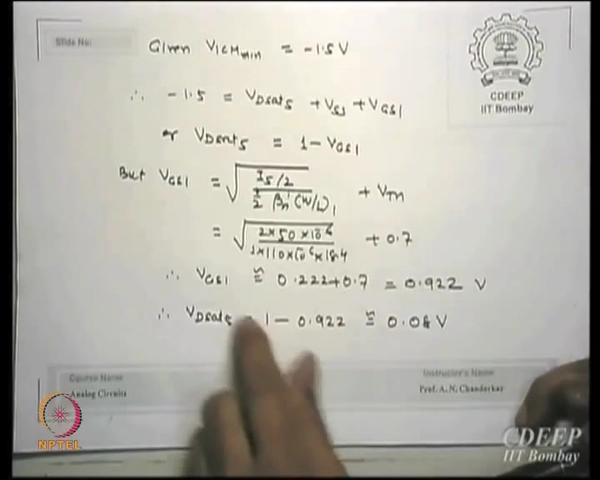 Slide No:
Given VICMmin = -1.5V
∴ -1.5 = VDsat5 + VSS + VGS1
or VDsat5 = 1 - VGS1
But VGS1 = √((I5/2)/(1/2 βn' (W/L)1)) + VTN
= √((2×50×10^-6)/(2×110×10^-6×18.4)) + 0.7
∴ VGS1 ≅ 0.222+0.7 = 0.922 V
∴ VDsat5 = 1 - 0.922 ≅ 0.08 V
CDEEP
IIT Bombay
Course Name
Analog Circuits
Instructor's Name
Prof. A. N. Chandorkar
NPTEL
CDEEP
IIT Bombay